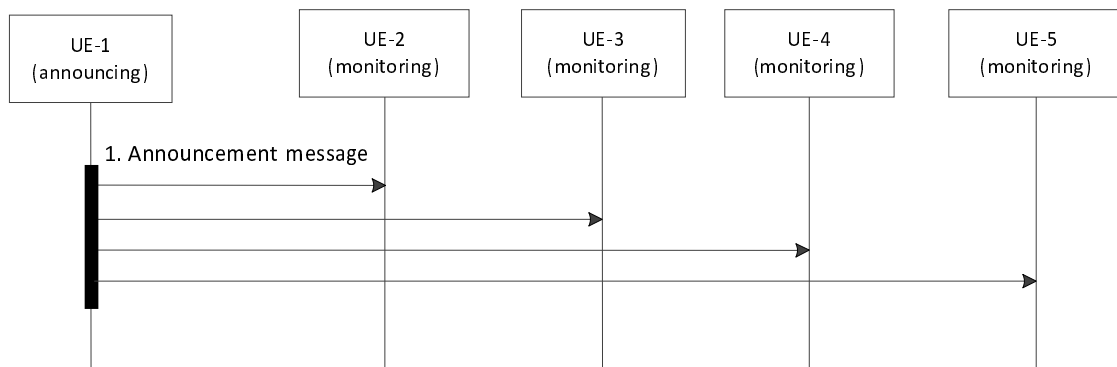 UE-1
(announcing)
UE-2
(monitoring)
UE-3
(monitoring)
UE-4
(monitoring)
UE-5
(monitoring)
1. Announcement message